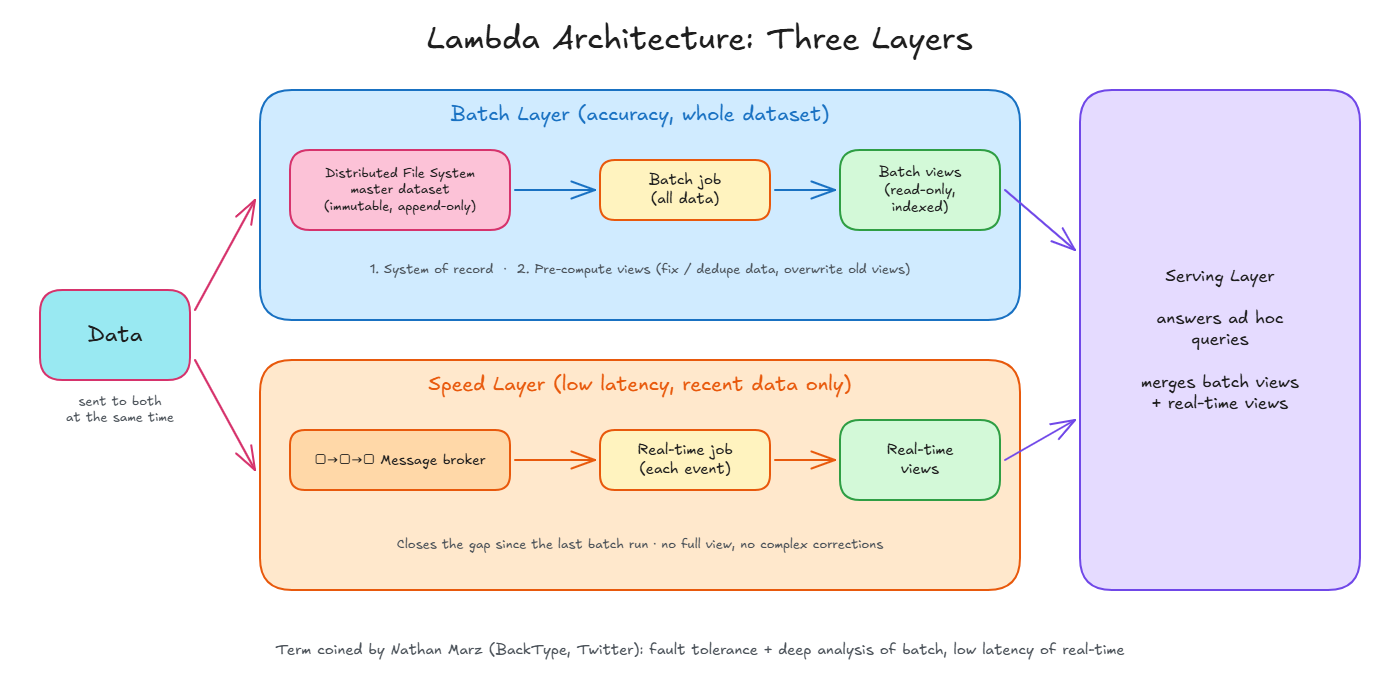 Lambda Architecture: Three Layers
Batch Layer (accuracy, whole dataset)
Distributed File System
master dataset
(immutable, append-only)
Batch job
(all data)
Batch views
(read-only,
indexed)
1. System of record · 2. Pre-compute views (fix / dedupe data, overwrite old views)
Data
sent to both
at the same time
Speed Layer (low latency, recent data only)
□→□→□ Message broker
Real-time job
(each event)
Real-time
views
Closes the gap since the last batch run · no full view, no complex corrections
Serving Layer
answers ad hoc
queries
merges batch views
+ real-time views
Term coined by Nathan Marz (BackType, Twitter): fault tolerance + deep analysis of batch, low latency of real-time